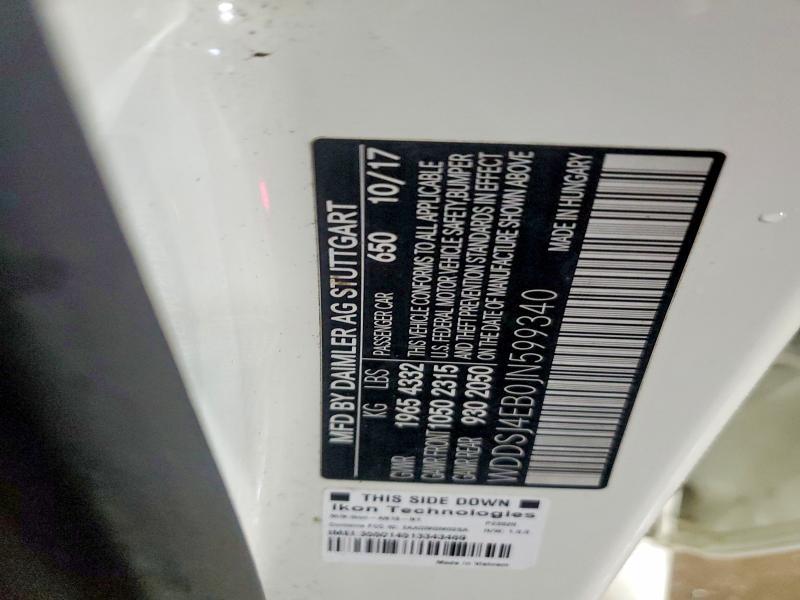 MFD BY DAIMLER AG STUTTGART
KG LBS PASSENGER CAR 650 10/17
GVWR 1965 4332 THIS VEHICLE CONFORMS TO ALL APPLICABLE
GAWR FRONT 1050 2315 U.S. FEDERAL MOTOR VEHICLE SAFETY, BUMPER
GAWR REAR 930 2050 AND THEFT PREVENTION STANDARDS IN EFFECT
ON THE DATE OF MANUFACTURE SHOWN ABOVE
WDDSJ4EB0JN599340
MADE IN HUNGARY
THIS SIDE DOWN
Ikon Technologies
Contains FCC ID:
Made in Vietnam